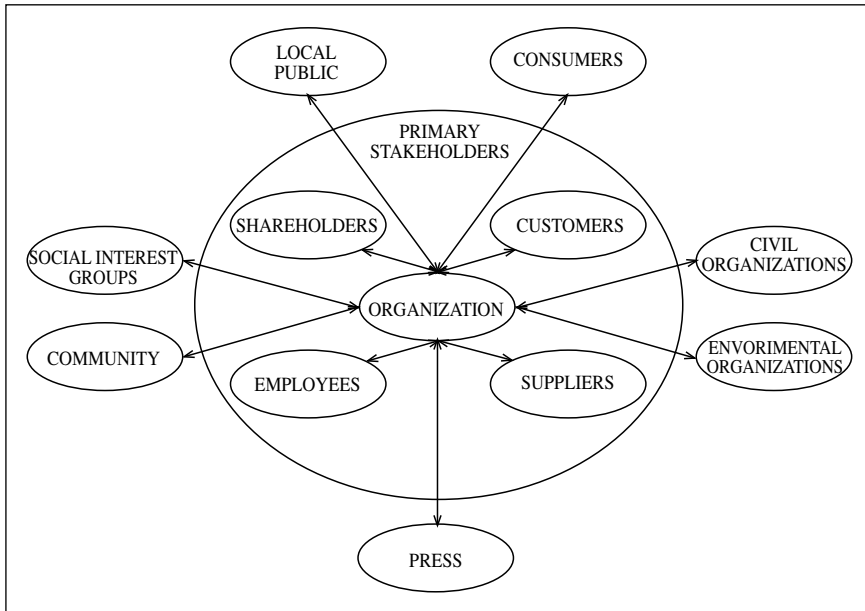 LOCAL
PUBLIC
CONSUMERS
PRIMARY
STAKEHOLDERS
SHAREHOLDERS
CUSTOMERS
SOCIAL INTEREST
GROUPS
CIVIL
ORGANIZATIONS
ORGANIZATION
COMMUNITY
ENVORIMENTAL
ORGANIZATIONS
EMPLOYEES
SUPPLIERS
PRESS